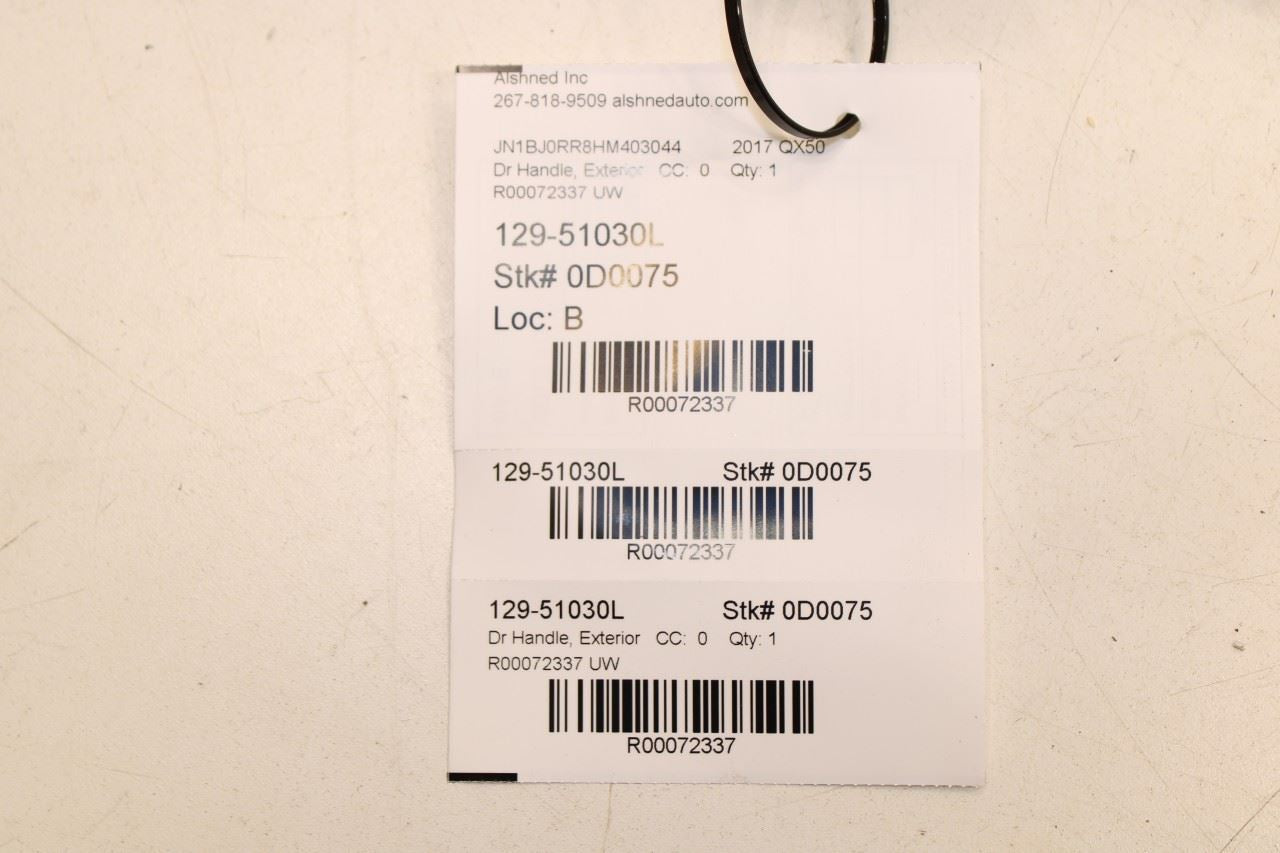 Alshned Inc
267-818-9509 alshnedauto.com
JN1BJ0RR8HM403044 2017 QX50
Dr Handle, Exterior CC: 0 Qty: 1
R00072337 UW
129-51030L
Stk# 0D0075
Loc: B
R00072337
129-51030L Stk# 0D0075
R00072337
129-51030L Stk# 0D0075
Dr Handle, Exterior CC: 0 Qty: 1
R00072337 UW
R00072337